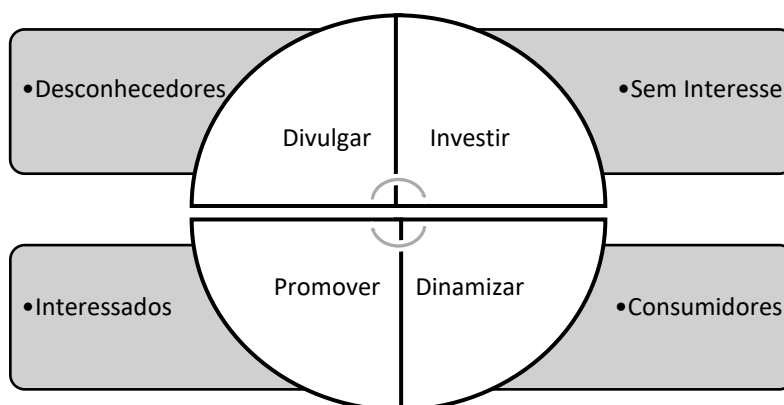 •Desconhecedores
•Sem Interesse
Divulgar
Investir
Promover
Dinamizar
•Interessados
•Consumidores